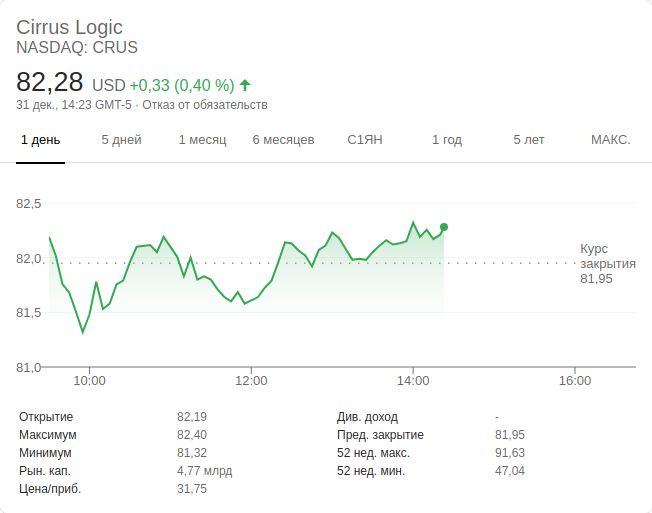 Cirrus Logic
NASDAQ: CRUS
82,28 USD +0,33 (0,40 %)
31 дек., 14:23 GMT-5 · Отказ от обязательств
1 день 5 дней 1 месяц 6 месяцев С1ЯН 1 год 5 лет МАКС.
82,5
82,0
81,5
81,0
Курс
закрытия
81,95
10:00 12:00 14:00 16:00
Открытие 82,19 Див. доход -
Максимум 82,40 Пред. закрытие 81,95
Минимум 81,32 52 нед. макс. 91,63
Рын. кап. 4,77 млрд 52 нед. мин. 47,04
Цена/приб. 31,75